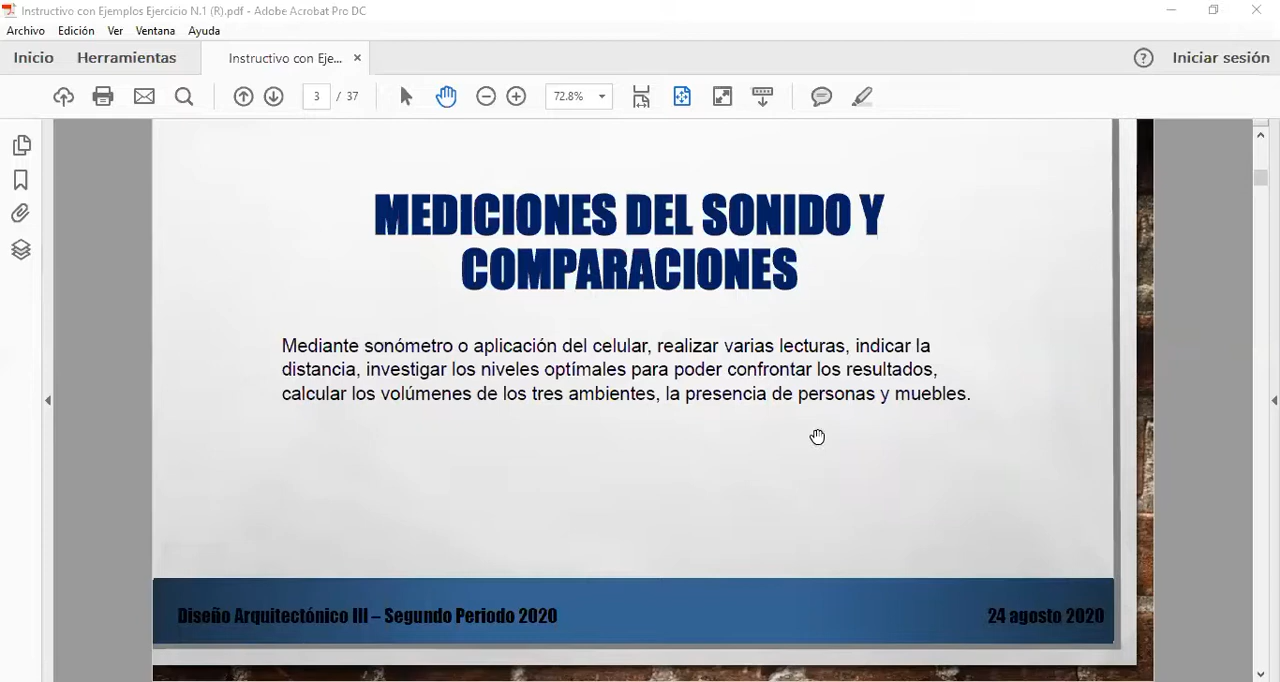 Instructivo con Ejemplos Ejercicio N.1 (R).pdf - Adobe Acrobat Pro DC
Archivo Edición Ver Ventana Ayuda
Inicio Herramientas Instructivo con Eje... × Iniciar sesión
3 / 37 72.8%
MEDICIONES DEL SONIDO Y
COMPARACIONES
Mediante sonómetro o aplicación del celular, realizar varias lecturas, indicar la
distancia, investigar los niveles optímales para poder confrontar los resultados,
calcular los volúmenes de los tres ambientes, la presencia de personas y muebles.
Diseño Arquitectónico III – Segundo Periodo 2020 24 agosto 2020